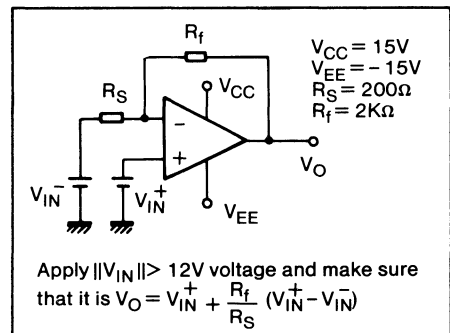 Rf
RS
VCC
VCC = 15V
VEE = – 15V
RS = 200Ω
Rf = 2KΩ
–
+
VO
VIN–
VIN+
VEE
Apply ||VIN|| > 12V voltage and make sure
that it is VO = VIN+ + Rf/RS (VIN+ – VIN–)